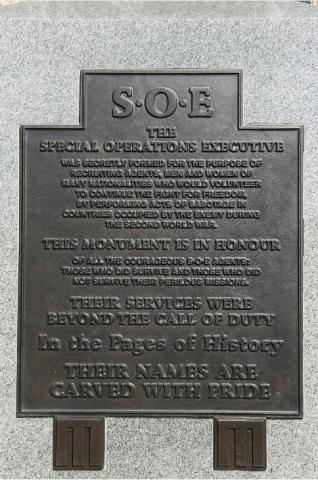 S·O·E
THE
SPECIAL OPERATIONS EXECUTIVE
WAS SECRETLY FORMED FOR THE PURPOSE OF
RECRUITING AGENTS, MEN AND WOMEN OF
MANY NATIONALITIES WHO WOULD VOLUNTEER
TO CONTINUE THE FIGHT FOR FREEDOM,
BY PERFORMING ACTS OF SABOTAGE IN
COUNTRIES OCCUPIED BY THE ENEMY DURING
THE SECOND WORLD WAR.
THIS MONUMENT IS IN HONOUR
OF ALL THE COURAGEOUS S·O·E AGENTS:
THOSE WHO DID SURVIVE AND THOSE WHO DID
NOT SURVIVE THEIR PERILOUS MISSIONS.
THEIR SERVICES WERE
BEYOND THE CALL OF DUTY
In the Pages of History
THEIR NAMES ARE
CARVED WITH PRIDE